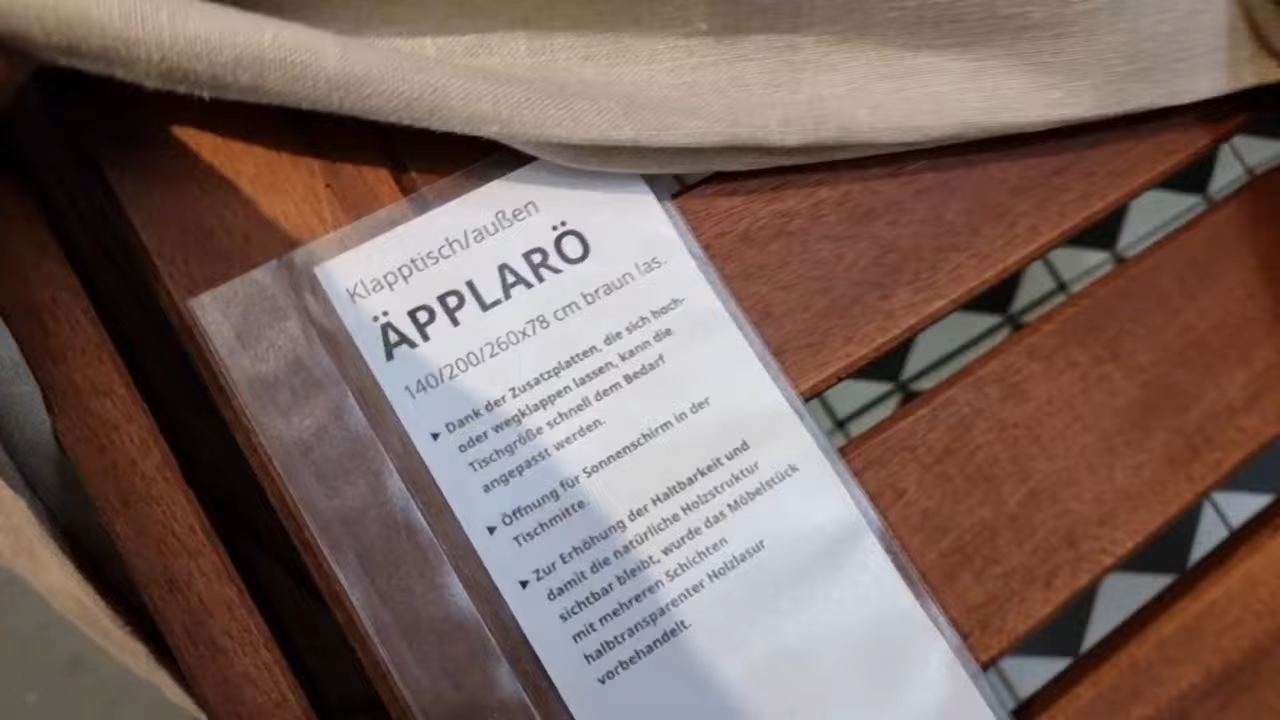 Klapptisch/außen
ÄPPLARÖ
140/200/260x78 cm braun las.
▶ Dank der Zusatzplatten, die sich hoch-
oder wegklappen lassen, kann die
Tischgröße schnell dem Bedarf
angepasst werden.
▶ Öffnung für Sonnenschirm in der
Tischmitte.
▶ Zur Erhöhung der Haltbarkeit und
damit die natürliche Holzstruktur
sichtbar bleibt, wurde das Möbelstück
mit mehreren Schichten
halbtransparenter Holzlasur
vorbehandelt.